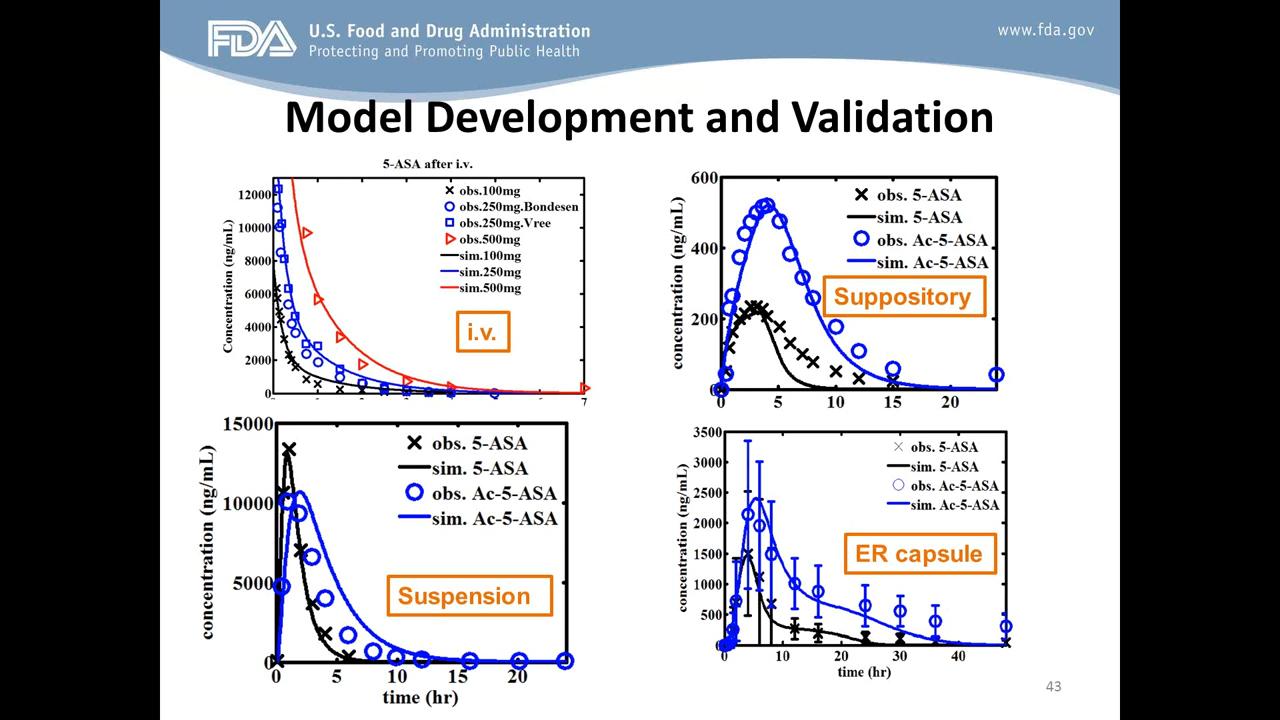 FDA
U.S. Food and Drug Administration
Protecting and Promoting Public Health
www.fda.gov
Model Development and Validation
5-ASA after i.v.
Concentration (ng/mL)
12000
10000
8000
6000
4000
2000
0
7
obs.100mg
obs.250mg.Bondesen
obs.250mg.Vree
obs.500mg
sim.100mg
sim.250mg
sim.500mg
i.v.
concentration (ng/mL)
600
400
200
0
0 5 10 15 20
obs. 5-ASA
sim. 5-ASA
obs. Ac-5-ASA
sim. Ac-5-ASA
Suppository
concentration (ng/mL)
15000
10000
5000
0
0 5 10 15 20
time (hr)
obs. 5-ASA
sim. 5-ASA
obs. Ac-5-ASA
sim. Ac-5-ASA
Suspension
concentration (ng/mL)
3500
3000
2500
2000
1500
1000
500
0
0 10 20 30 40
time (hr)
obs. 5-ASA
sim. 5-ASA
obs. Ac-5-ASA
sim. Ac-5-ASA
ER capsule
43